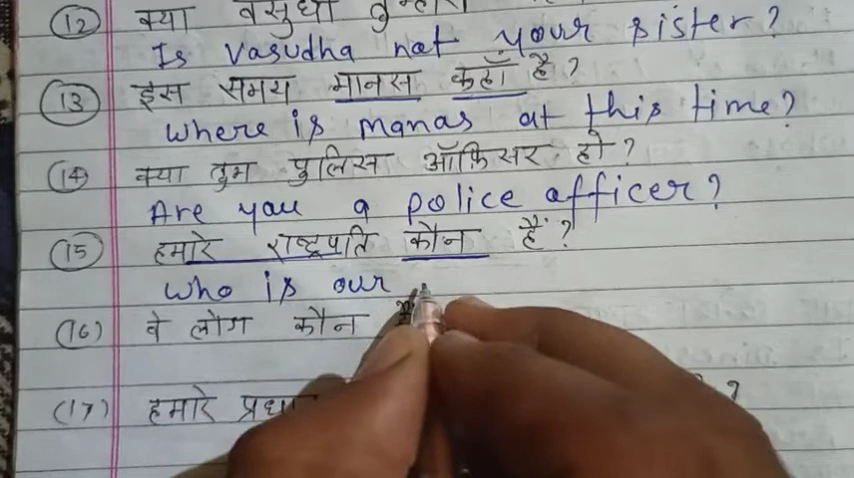 (12) क्या वसुधा
Is Vasudha not your sister?
(13) इस समय मानस कहाँ है?
Where is manas at this time?
(14) क्या तुम पुलिस ऑफ़िसर हो?
Are you a police officer?
(15) हमारे राष्ट्रपति कौन हैं?
Who is our
(16) वे लोग कौन
(17) हमारे प्रधा ?